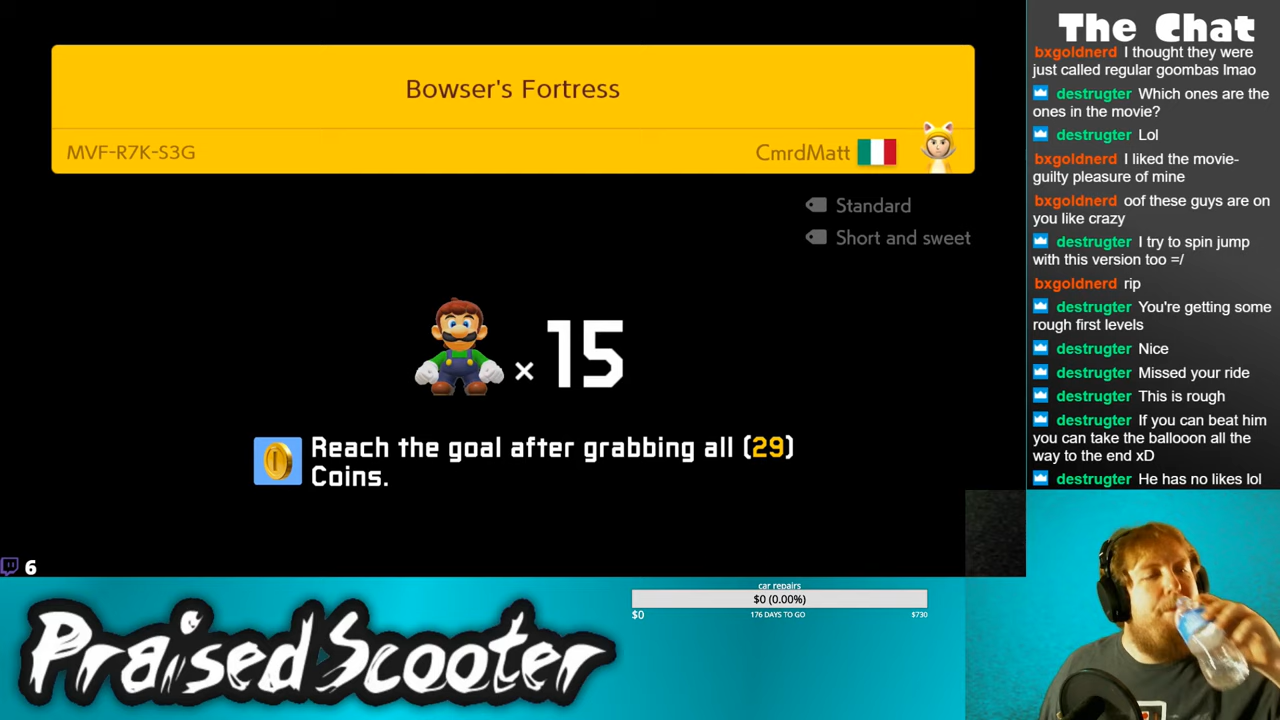 Bowser's Fortress
MVF-R7K-S3G
CmrdMatt
Standard
Short and sweet
× 15
Reach the goal after grabbing all (29)
Coins.
6
PraisedScooter
car repairs
$0 (0.00%)
$0
176 DAYS TO GO
$730
The Chat
bxgoldnerd I thought they were
just called regular goombas lmao
destrugter Which ones are the
ones in the movie?
destrugter Lol
bxgoldnerd I liked the movie-
guilty pleasure of mine
bxgoldnerd oof these guys are on
you like crazy
destrugter I try to spin jump
with this version too =/
bxgoldnerd rip
destrugter You're getting some
rough first levels
destrugter Nice
destrugter Missed your ride
destrugter This is rough
destrugter If you can beat him
you can take the ballooon all the
way to the end xD
destrugter He has no likes lol